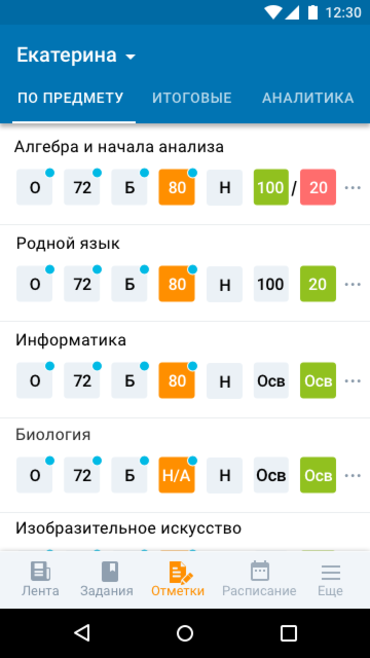 12:30
Екатерина
ПО ПРЕДМЕТУ ИТОГОВЫЕ АНАЛИТИКА
Алгебра и начала анализа
О 72 Б 80 Н 100 / 20 ...
Родной язык
О 72 Б 80 Н 100 20 ...
Информатика
О 72 Б 80 Н Осв Осв ...
Биология
О 72 Б Н/А Н Осв Осв ...
Изобразительное искусство
Лента Задания Отметки Расписание Еще